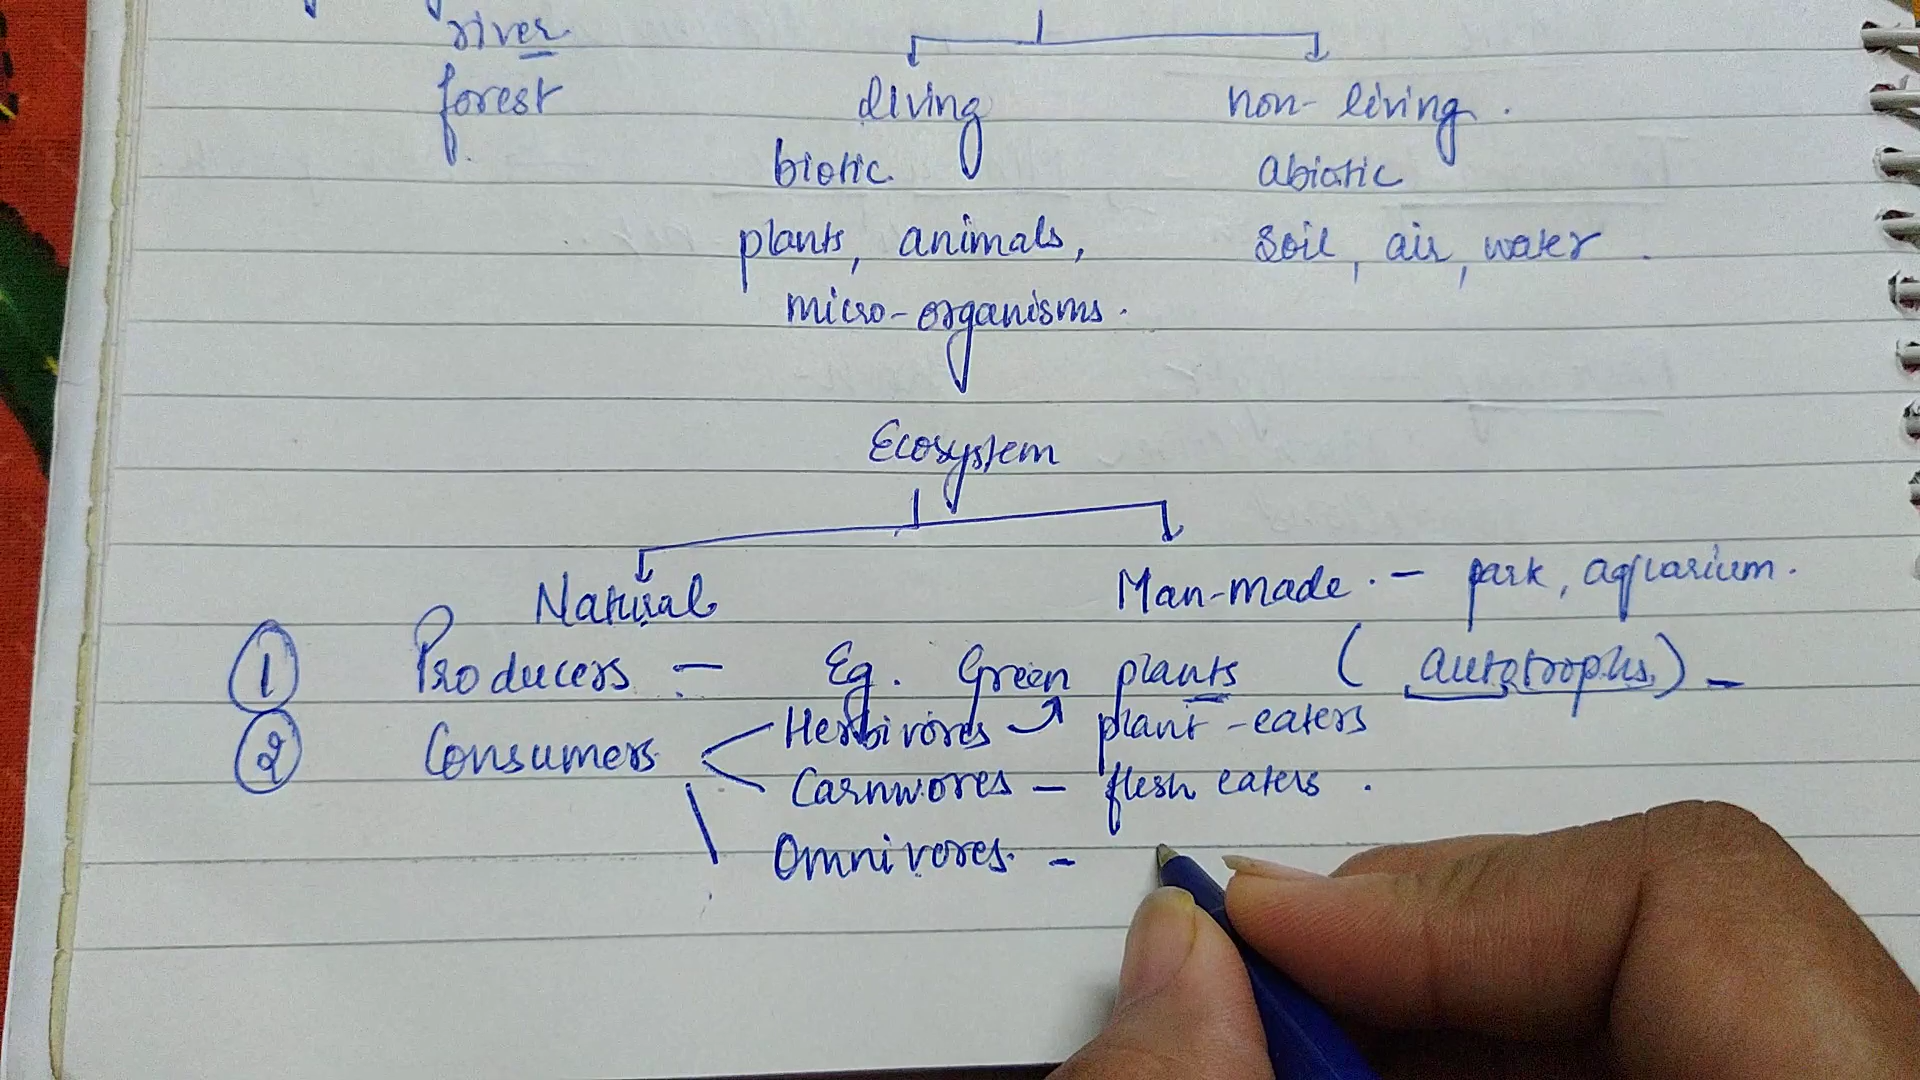 river
forest
living non-living.
biotic. abiotic
plants, animals, soil, air, water.
micro-organisms.
Ecosystem
Natural Man-made. - park, aquarium.
1 Producers - Eg. Green plants (autotrophs) -
2 Consumers Herbivores plant-eaters
Carnivores - flesh eaters.
Omnivores. -